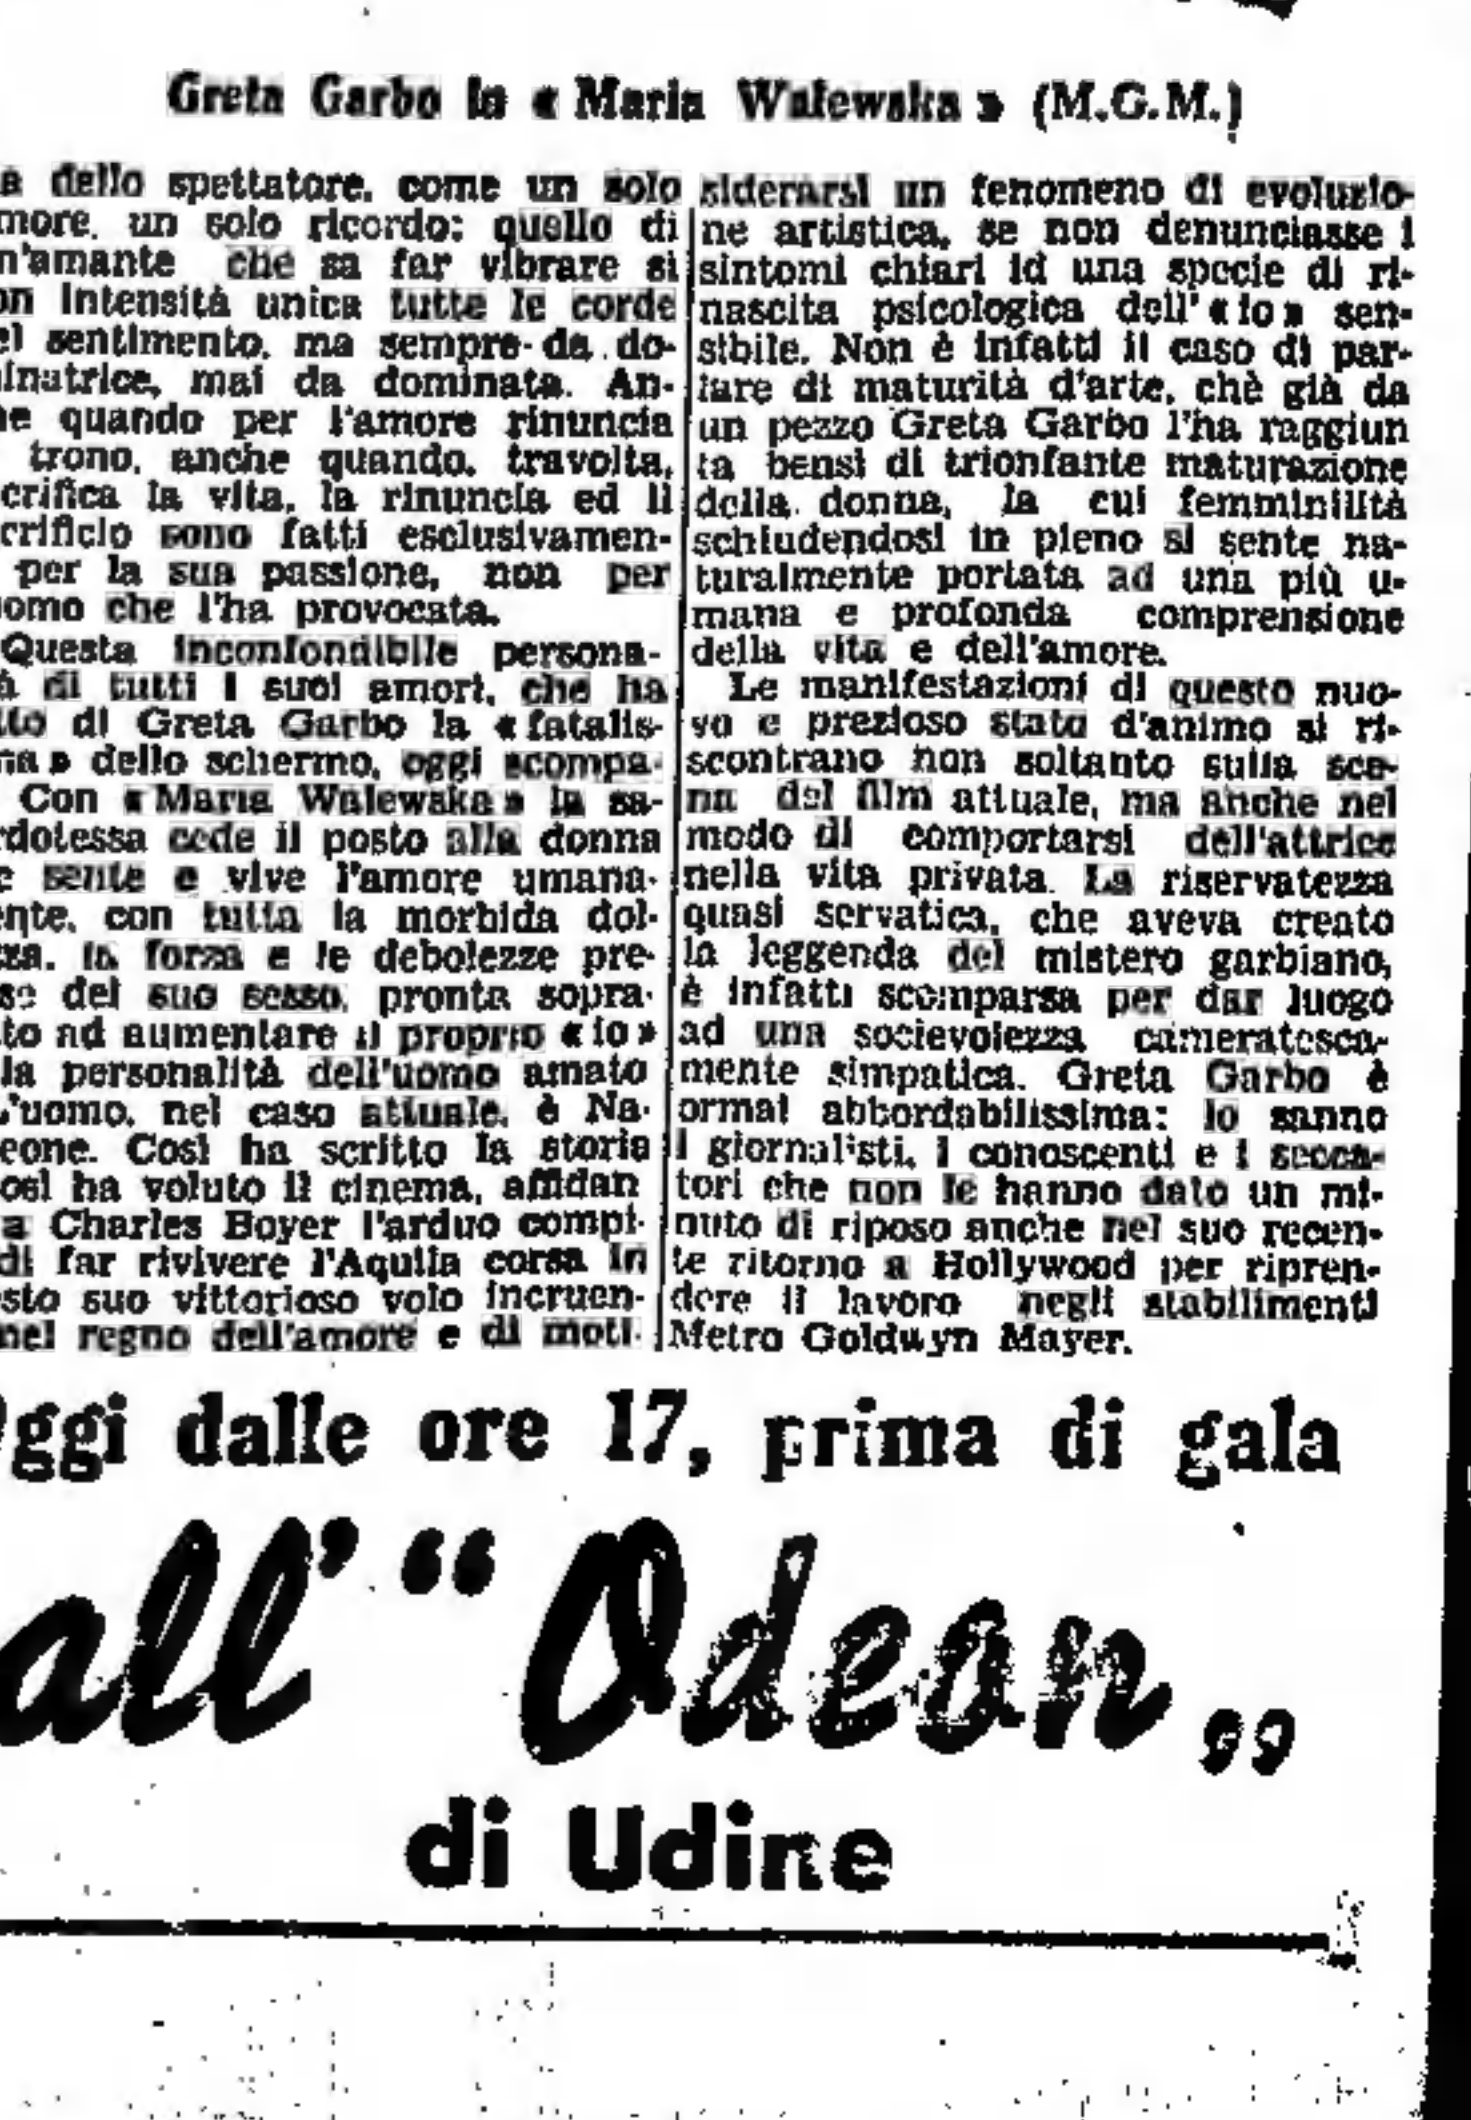 Greta Garbo in « Maria Walewska » (M.G.M.)
a dello spettatore, come un solo
more, un solo ricordo: quello di
n'amante che sa far vibrare si
on intensità unica tutte le corde
el sentimento, ma sempre da do-
inatrice, mai da dominata. An-
he quando per l'amore rinuncia
trono, anche quando, travolta,
crifica la vita, la rinuncia ed il
crificio sono fatti esclusivamen-
per la sua passione, non per
uomo che l'ha provocata.
Questa inconfondibile persona-
à di tutti i suoi amori, che ha
tto di Greta Garbo la « fatalis-
na » dello schermo, oggi scompa-
Con « Maria Walewska » la sa-
rdotessa cede il posto alla donna
e sente e vive l'amore umana-
ente, con tutta la morbida dol-
zza, la forza e le debolezze pre-
se del suo sesso, pronta sopra-
to ad aumentare il proprio « io »
la personalità dell'uomo amato
L'uomo, nel caso attuale, è Na-
eone. Così ha scritto la storia
osì ha voluto il cinema, affidan
a Charles Boyer l'arduo compi-
di far rivivere l'Aquila corsa in
sto suo vittorioso volo incruen-
nel regno dell'amore e di moti-
siderarsi un fenomeno di evoluzio-
ne artistica, se non denunciasse i
sintomi chiari id una specie di ri-
nascita psicologica dell'« io » sen-
sibile. Non è infatti il caso di par-
lare di maturità d'arte, chè già da
un pezzo Greta Garbo l'ha raggiun
ta bensì di trionfante maturazione
della donna, la cui femminilità
schiudendosi in pieno si sente na-
turalmente portata ad una più u-
mana e profonda comprensione
della vita e dell'amore.
Le manifestazioni di questo nuo-
vo e prezioso stato d'animo si ri-
scontrano non soltanto sulla sce-
na del film attuale, ma anche nel
modo di comportarsi dell'attrice
nella vita privata. La riservatezza
quasi servatica, che aveva creato
la leggenda del mistero garbiano,
è infatti scomparsa per dar luogo
ad una socievolezza cameratesca-
mente simpatica. Greta Garbo è
ormai abbordabilissima: lo sanno
i giornalisti, i conoscenti e i secca-
tori che non le hanno dato un mi-
nuto di riposo anche nel suo recen-
te ritorno a Hollywood per ripren-
dere il lavoro negli stabilimenti
Metro Goldwyn Mayer.
Oggi dalle ore 17, prima di gala
all' “ Odeon „
di Udine